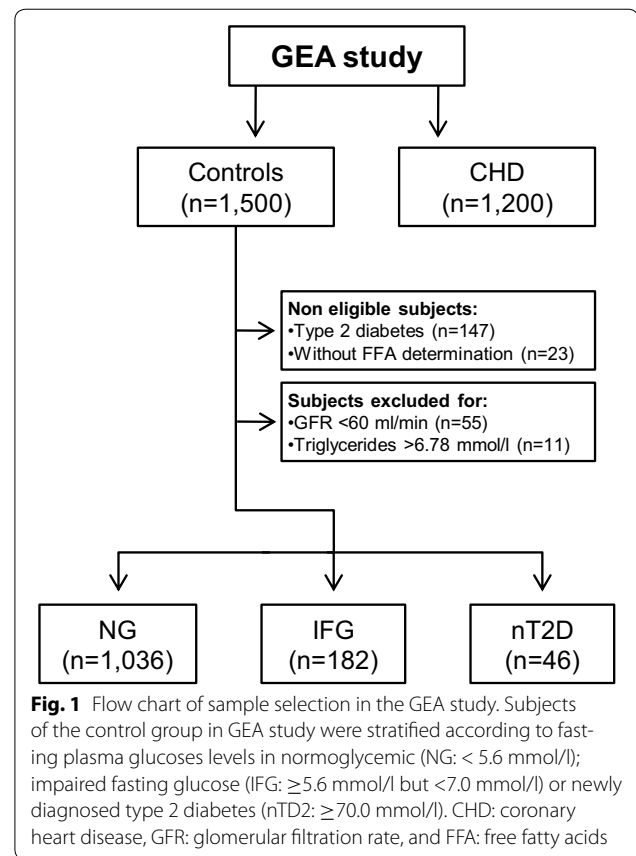 GEA study
Controls
(n=1,500)
CHD
(n=1,200)
Non eligible subjects:
•Type 2 diabetes (n=147)
•Without FFA determination (n=23)
Subjects excluded for:
•GFR <60 ml/min (n=55)
•Triglycerides >6.78 mmol/l (n=11)
NG
(n=1,036)
IFG
(n=182)
nT2D
(n=46)
Fig. 1 Flow chart of sample selection in the GEA study. Subjects
of the control group in GEA study were stratified according to fast-
ing plasma glucoses levels in normoglycemic (NG: < 5.6 mmol/l);
impaired fasting glucose (IFG: ≥5.6 mmol/l but <7.0 mmol/l) or newly
diagnosed type 2 diabetes (nTD2: ≥70.0 mmol/l). CHD: coronary
heart disease, GFR: glomerular filtration rate, and FFA: free fatty acids